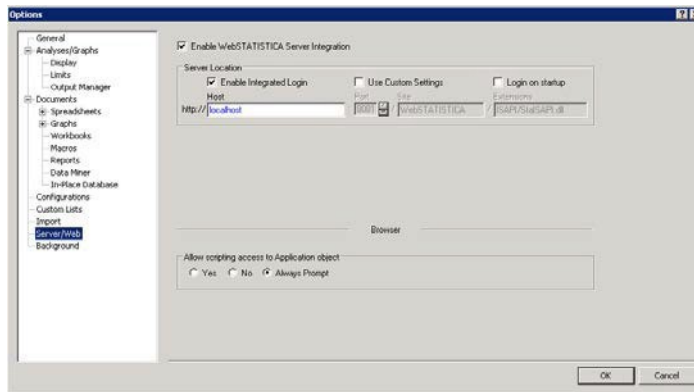 Options
General
Analyses/Graphs
Display
Limits
Output Manager
Documents
Spreadsheets
Graphs
Workbooks
Macros
Reports
Data Miner
In-Place Database
Configurations
Custom Lists
Import
Server/Web
Background
Enable WebSTATISTICA Server Integration
Server Location
Enable Integrated Login
Use Custom Settings
Login on startup
Host
Port
Site
Extensions
http:// localhost
/ WebSTATISTICA
/ ISAPI/StatISAPI.dll
Browser
Allow scripting access to Application object
Yes No Always Prompt
OK Cancel